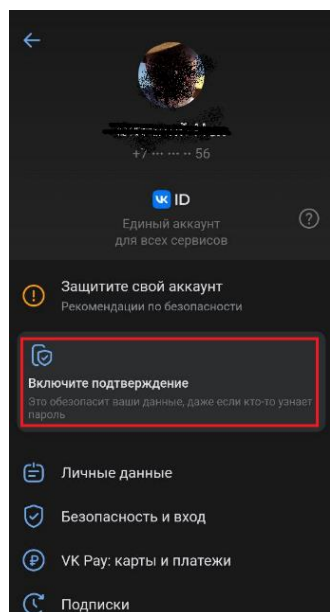 +7 ··· ··· ·· 56
VK ID
Единый аккаунт
для всех сервисов
?
Защитите свой аккаунт
Рекомендации по безопасности
Включите подтверждение
Это обезопасит ваши данные, даже если кто-то узнает
пароль
Личные данные
Безопасность и вход
VK Pay: карты и платежи
Подписки